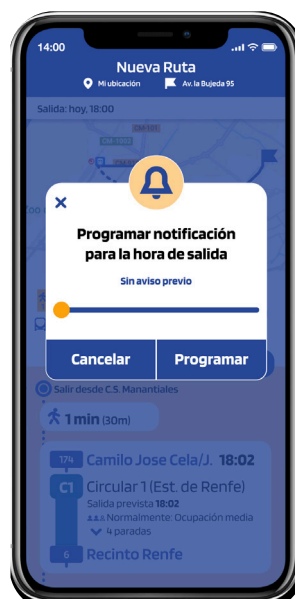 14:00
Nueva Ruta
Mi ubicación Av. la Bujeda 95
Salida: hoy, 18:00
Programar notificación
para la hora de salida
Sin aviso previo
Cancelar Programar
Salir desde C.S. Manantiales
1 min (30m)
174 Camilo Jose Cela/J. 18:02
C1 Circular 1 (Est. de Renfe)
Salida prevista 18:02
Normalmente: Ocupación media
4 paradas
6 Recinto Renfe